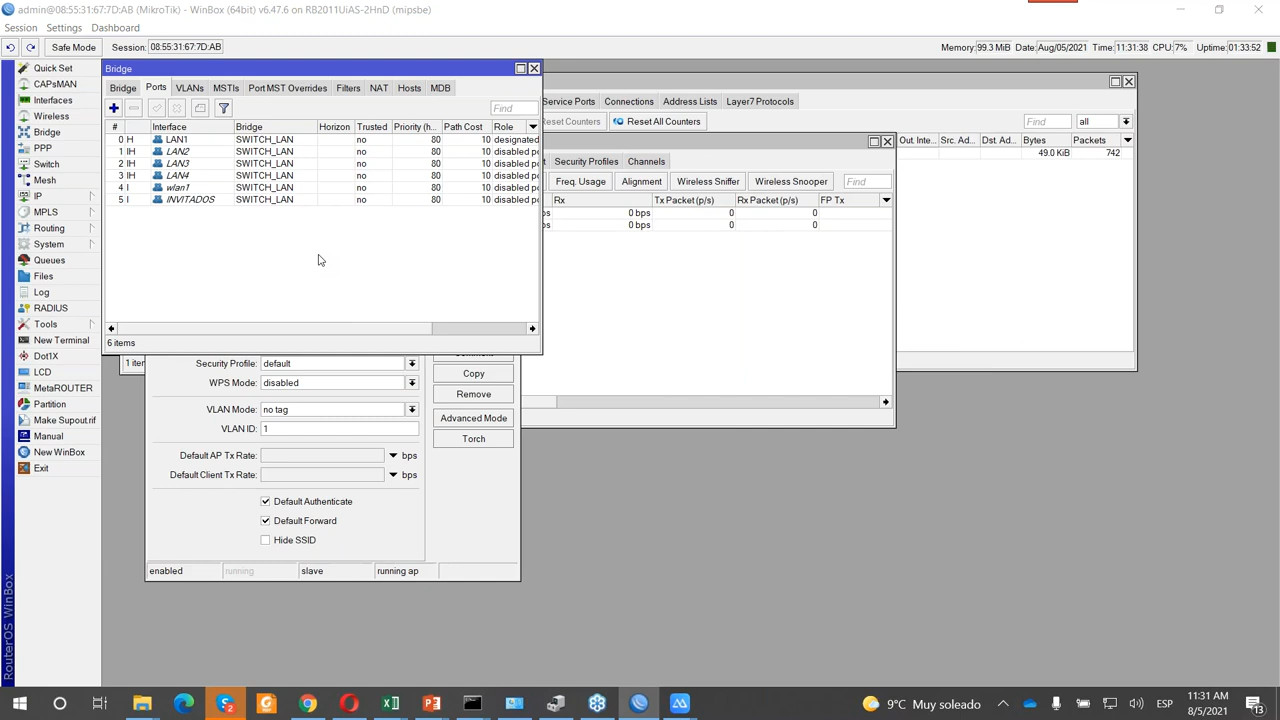 admin@08:55:31:67:7D:AB (MikroTik) - WinBox (64bit) v6.47.6 on RB2011UiAS-2HnD (mipsbe)
Session Settings Dashboard
Safe Mode Session: 08:55:31:67:7D:AB Memory: 99.3 MiB Date: Aug/05/2021 Time: 11:31:38 CPU: 7% Uptime: 01:33:52
Quick Set
CAPsMAN
Interfaces
Wireless
Bridge
PPP
Switch
Mesh
IP
MPLS
Routing
System
Queues
Files
Log
RADIUS
Tools
New Terminal
Dot1X
LCD
MetaROUTER
Partition
Make Supout.rif
Manual
New WinBox
Exit
RouterOS WinBox
Bridge
Bridge Ports VLANs MSTIs Port MST Overrides Filters NAT Hosts MDB
Find
# Interface Bridge Horizon Trusted Priority (h... Path Cost Role
0 IH LAN1 SWITCH_LAN no 80 10 designated
1 IH LAN2 SWITCH_LAN no 80 10 disabled po
2 IH LAN3 SWITCH_LAN no 80 10 disabled po
3 IH LAN4 SWITCH_LAN no 80 10 disabled po
4 I wlan1 SWITCH_LAN no 80 10 disabled po
5 I INVITADOS SWITCH_LAN no 80 10 disabled po
6 items
Service Ports Connections Address Lists Layer7 Protocols
Reset Counters Reset All Counters Find all
Out. Inte... Src. Ad... Dst. Ad... Bytes Packets
49.0 KiB 742
t Security Profiles Channels
Freq. Usage Alignment Wireless Sniffer Wireless Snooper Find
Rx Tx Packet (p/s) Rx Packet (p/s) FP Tx
bps 0 bps 0 0
bps 0 bps 0 0
1 iten
Security Profile: default
WPS Mode: disabled
VLAN Mode: no tag
VLAN ID: 1
Default AP Tx Rate: bps
Default Client Tx Rate: bps
Default Authenticate
Default Forward
Hide SSID
Comment
Copy
Remove
Advanced Mode
Torch
enabled running slave running ap
9°C Muy soleado ESP 11:31 AM
8/5/2021
13